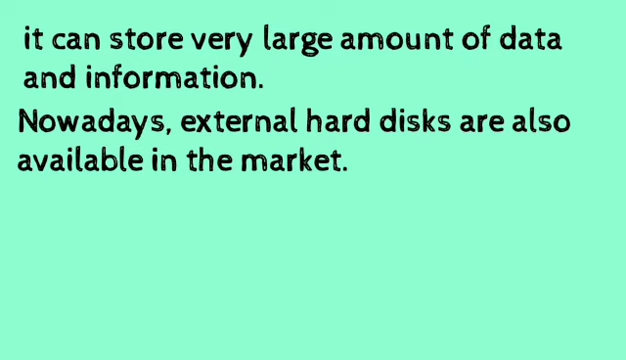 it can store very large amount of data
and information.
Nowadays, external hard disks are also
available in the market.